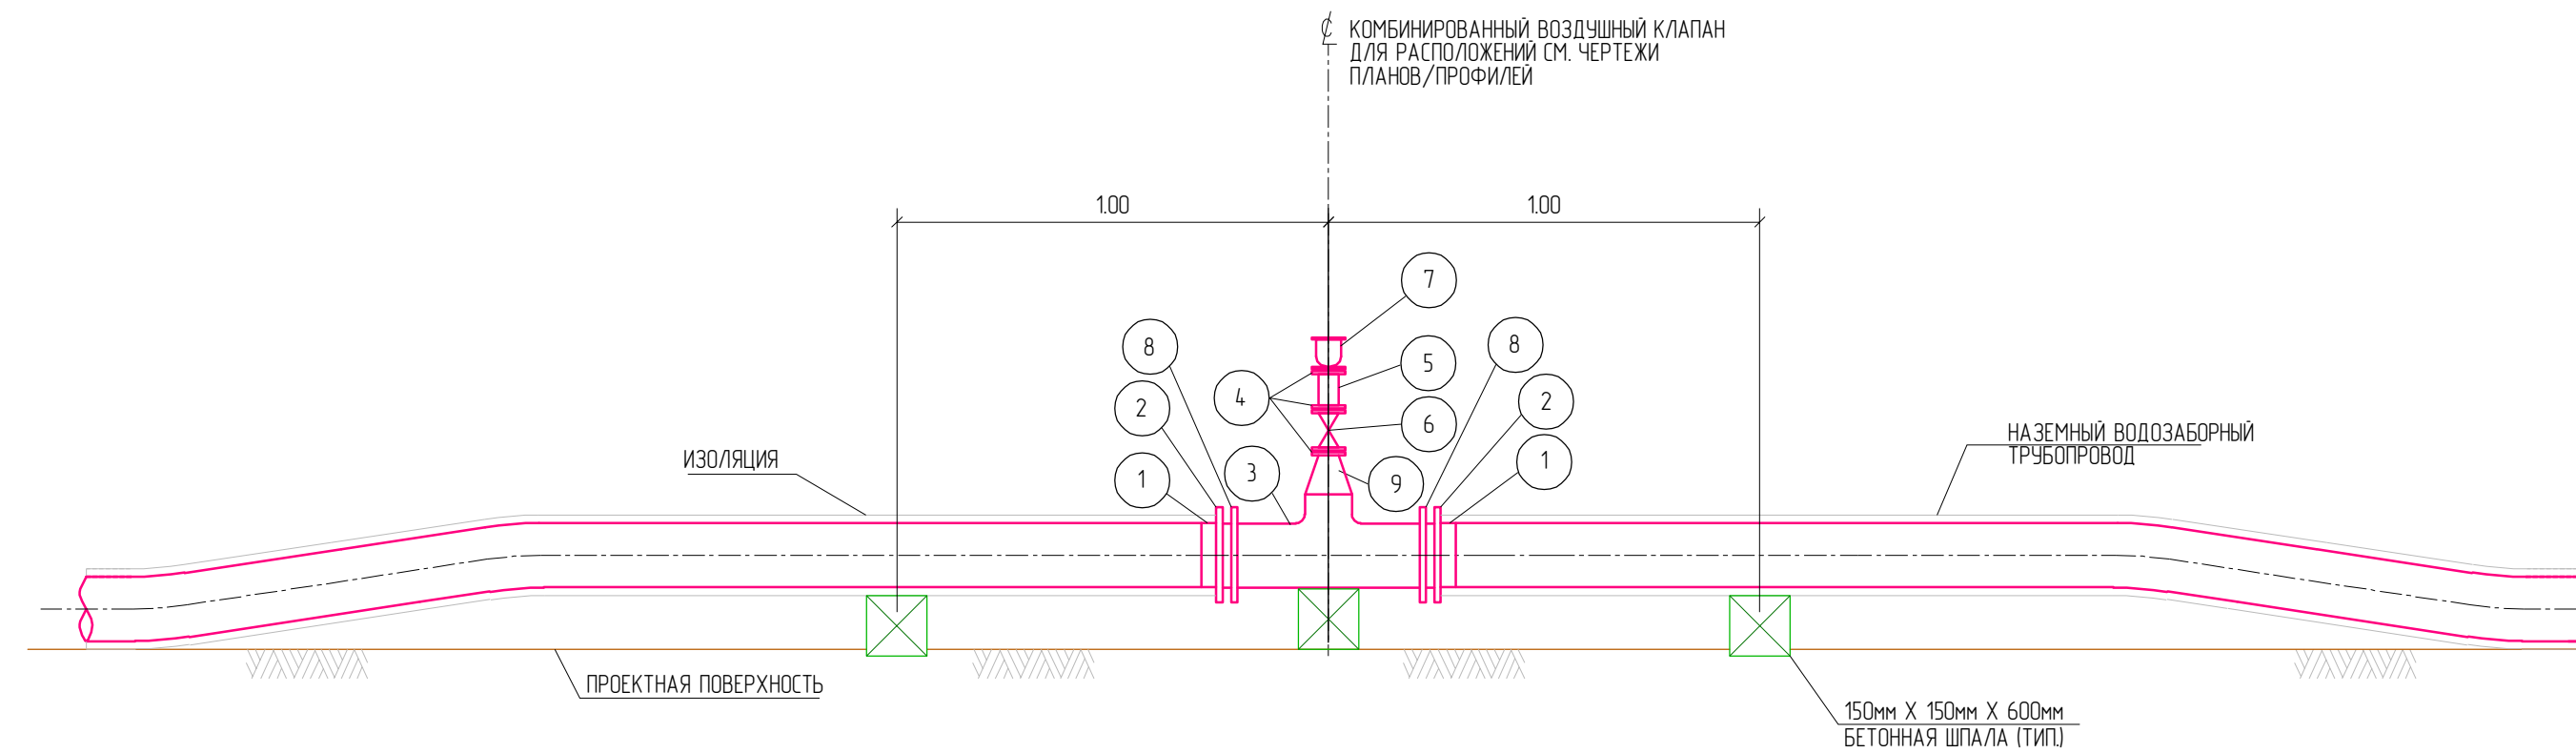 КОМБИНИРОВАННЫЙ ВОЗДУШНЫЙ КЛАПАН
ДЛЯ РАСПОЛОЖЕНИЙ СМ. ЧЕРТЕЖИ
ПЛАНОВ/ПРОФИЛЕЙ
1.00
1.00
7
8
5
8
4
2
6
2
ИЗОЛЯЦИЯ
1
3
9
1
НАЗЕМНЫЙ ВОДОЗАБОРНЫЙ
ТРУБОПРОВОД
ПРОЕКТНАЯ ПОВЕРХНОСТЬ
150мм X 150мм X 600мм
БЕТОННАЯ ШПАЛА (ТИП.)